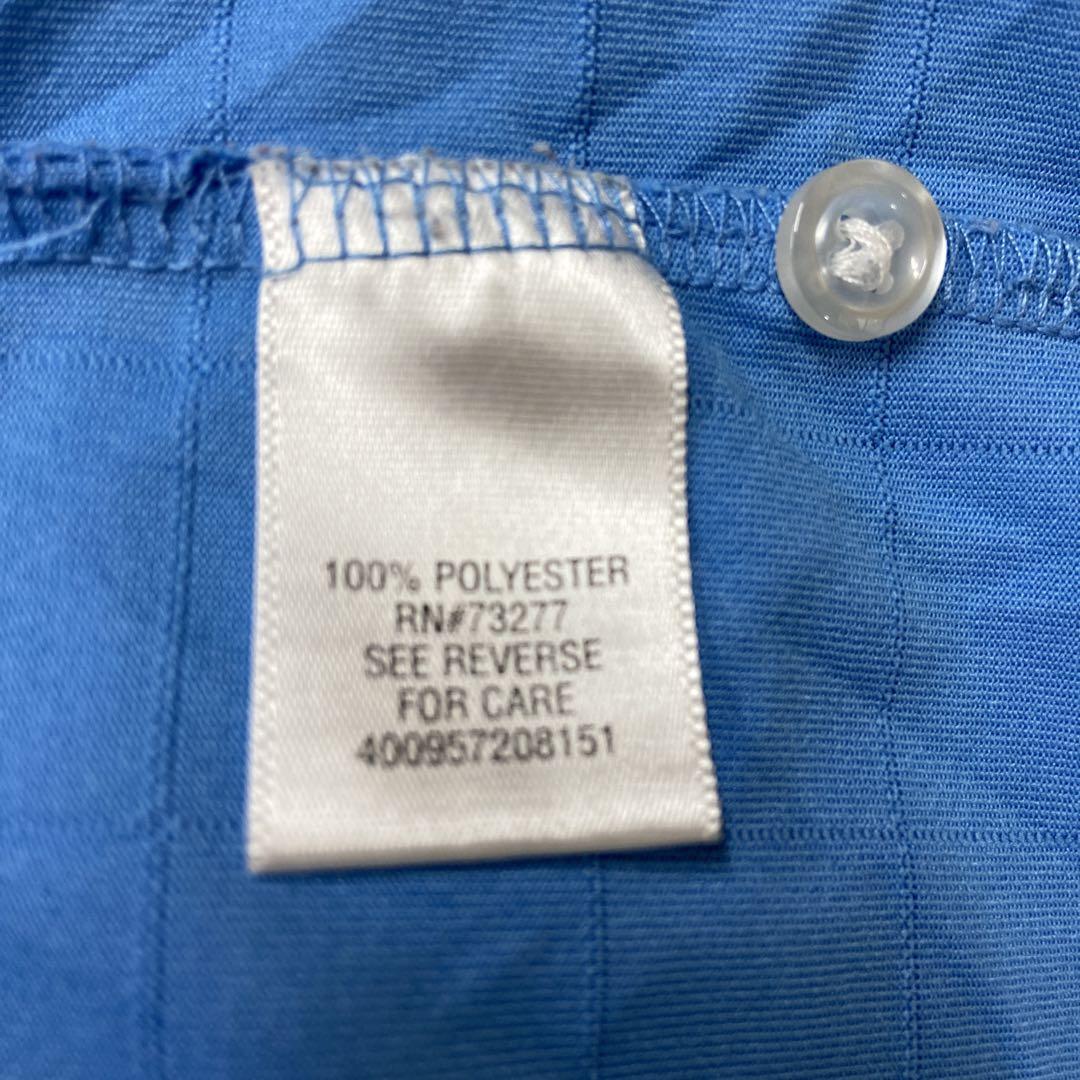 100% POLYESTER
RN#73277
SEE REVERSE
FOR CARE
400957208151